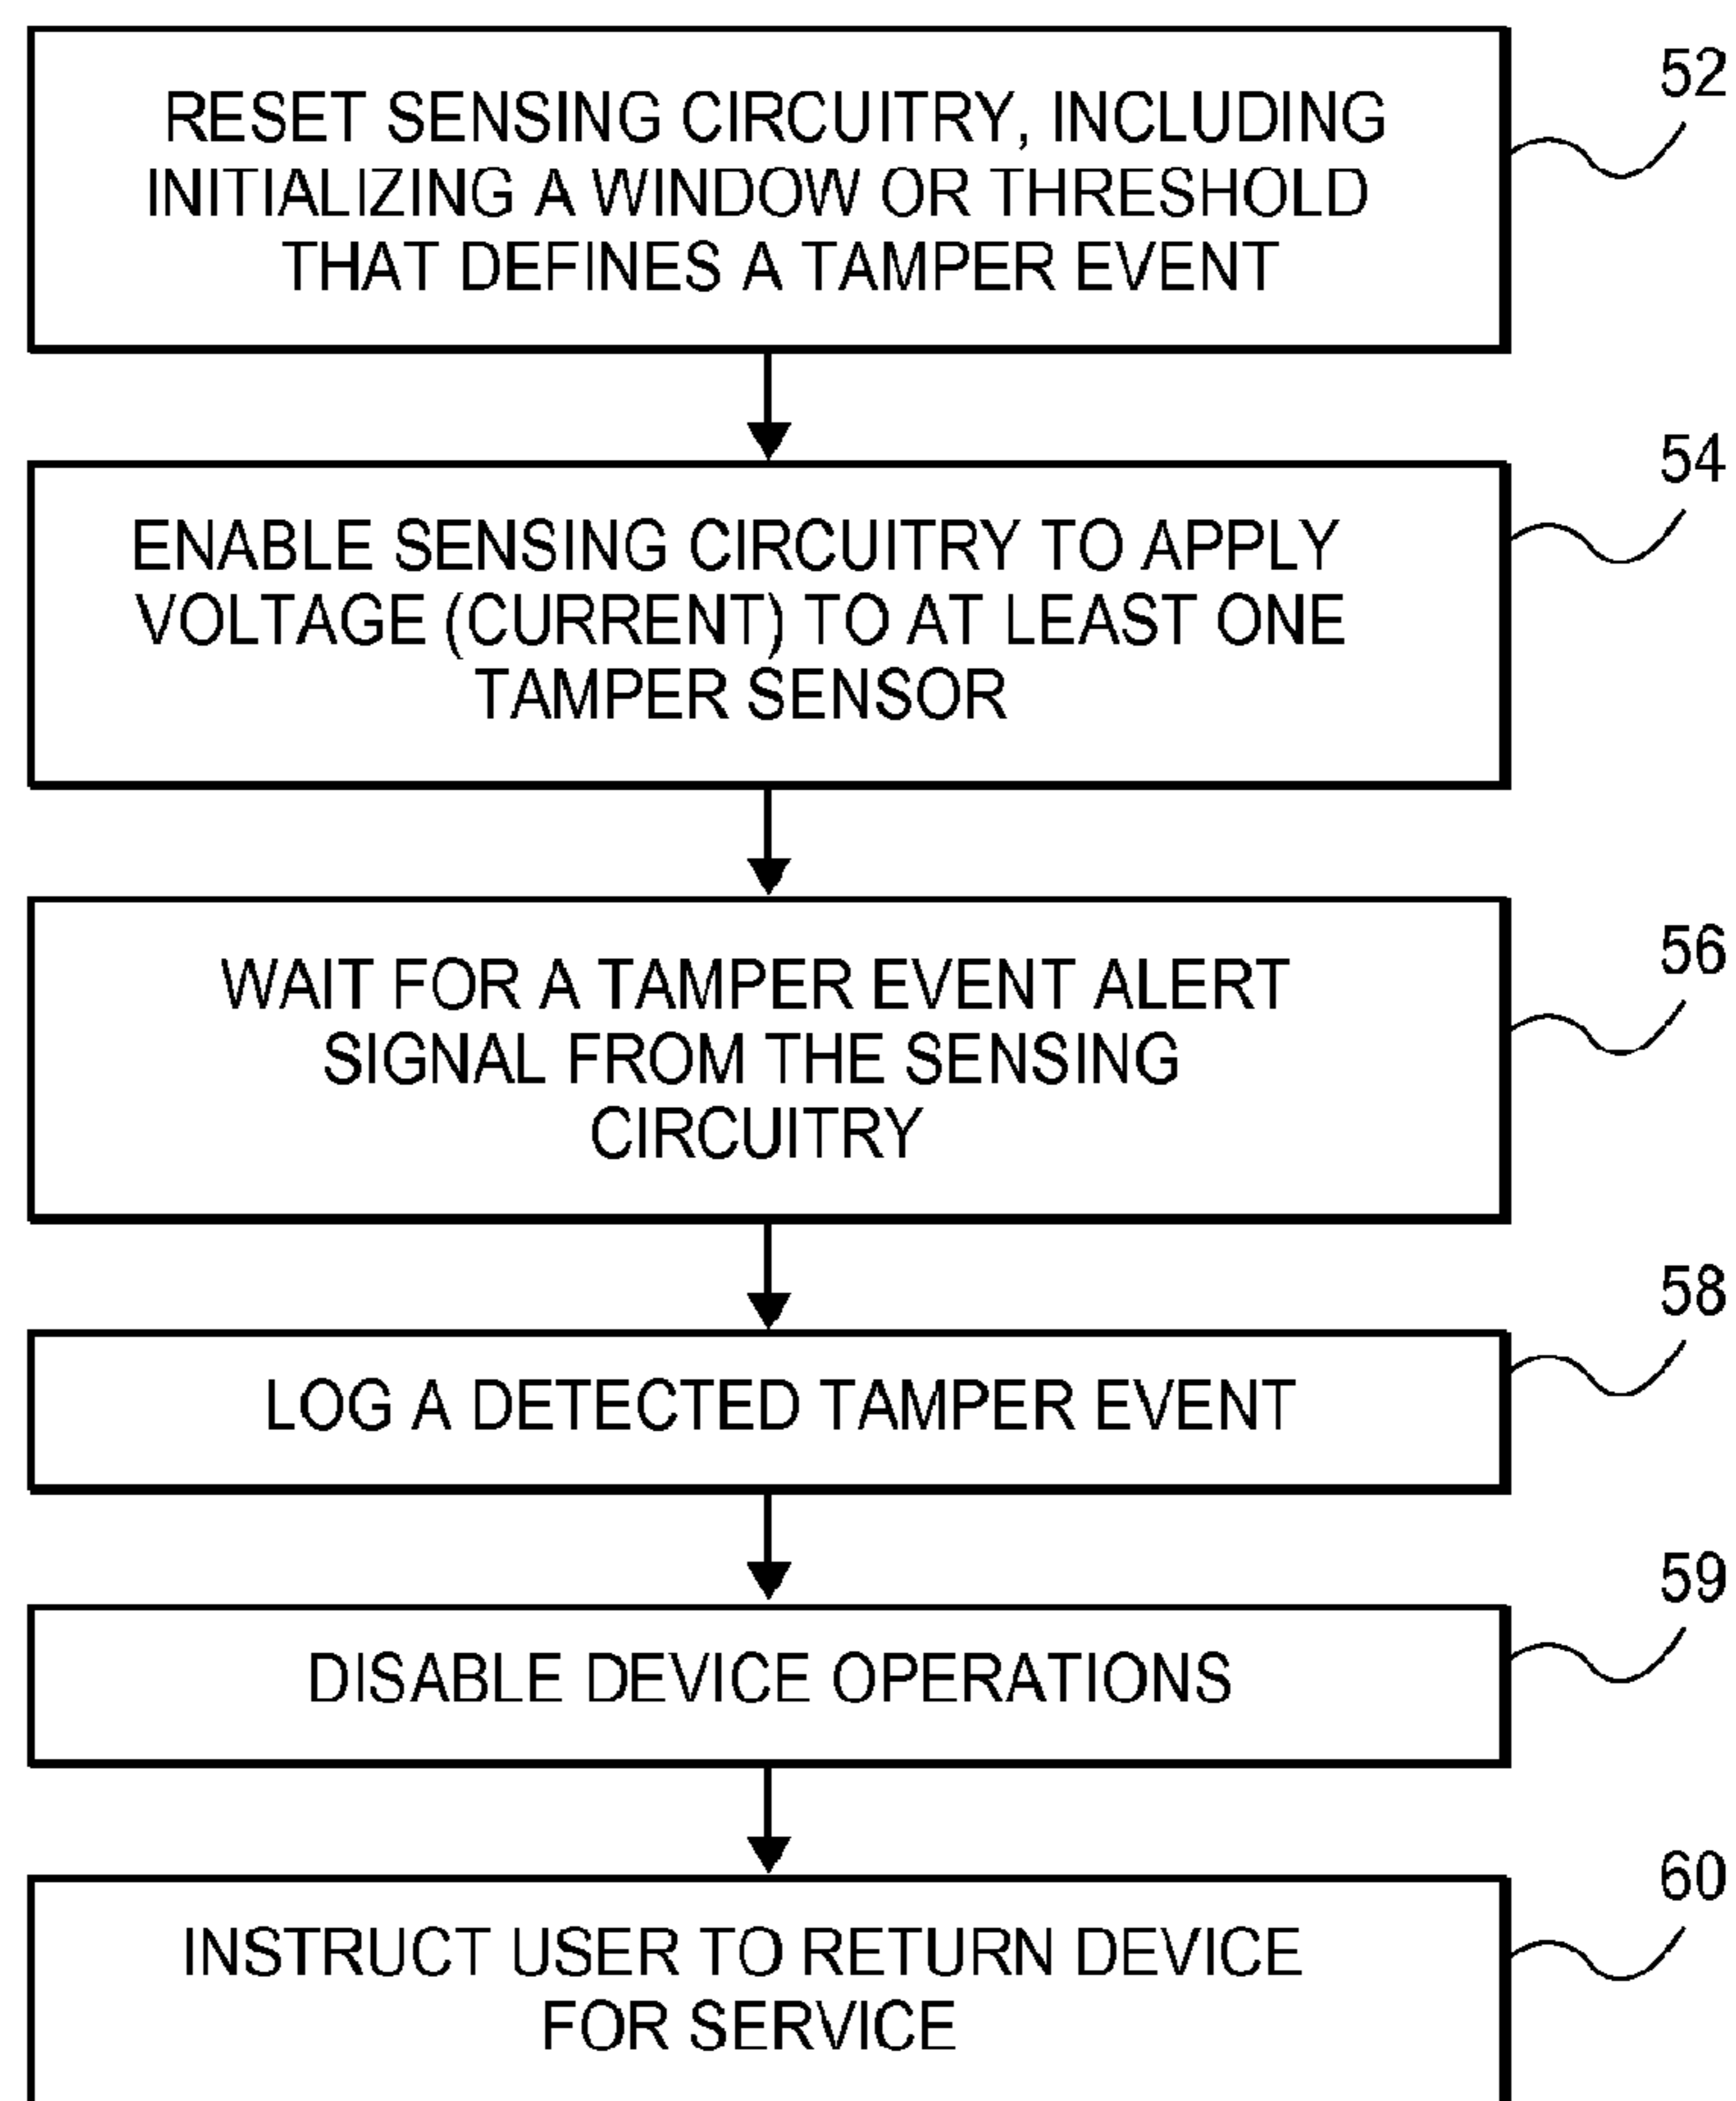 52
RESET SENSING CIRCUITRY, INCLUDING
INITIALIZING A WINDOW OR THRESHOLD
THAT DEFINES A TAMPER EVENT
54
ENABLE SENSING CIRCUITRY TO APPLY
VOLTAGE (CURRENT) TO AT LEAST ONE
TAMPER SENSOR
56
WAIT FOR A TAMPER EVENT ALERT
SIGNAL FROM THE SENSING
CIRCUITRY
58
LOG A DETECTED TAMPER EVENT
59
DISABLE DEVICE OPERATIONS
60
INSTRUCT USER TO RETURN DEVICE
FOR SERVICE